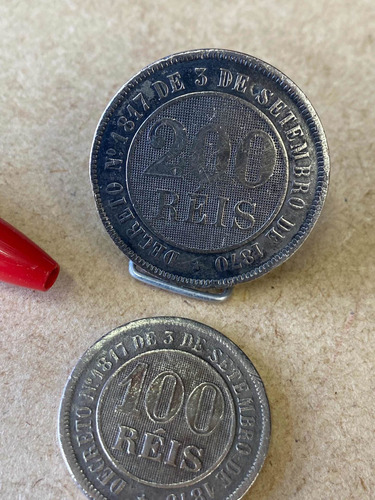 DECRETO Nº 1817 DE 3 DE SETEMBRO DE 1870
200
RÉIS
DECRETO Nº 1817 DE 3 DE SETEMBRO DE 1870
100
RÉIS